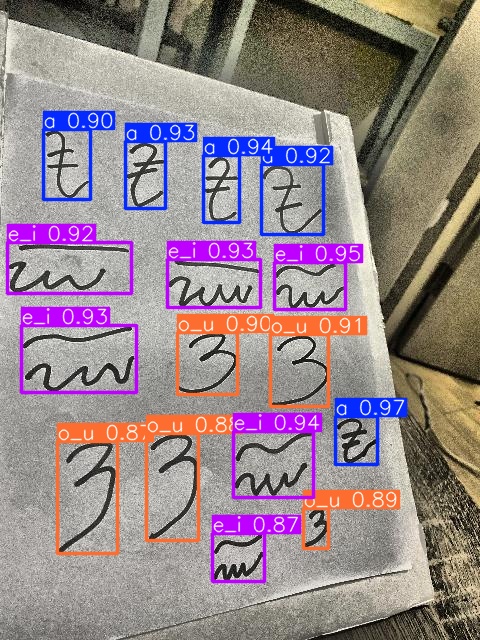 a 0.90 a 0.93 a 0.94 a 0.92
ᜀ ᜀ ᜀ ᜀ
e_i 0.92 e_i 0.93 e_i 0.95
ᜁ ᜁ ᜁ
e_i 0.93 o_u 0.90 o_u 0.91
ᜁ ᜂ ᜂ
o_u o_u e_i 0.94 a 0.97
ᜂ ᜂ ᜁ ᜀ
e_i 0.87 o_u 0.89
ᜁ ᜂ